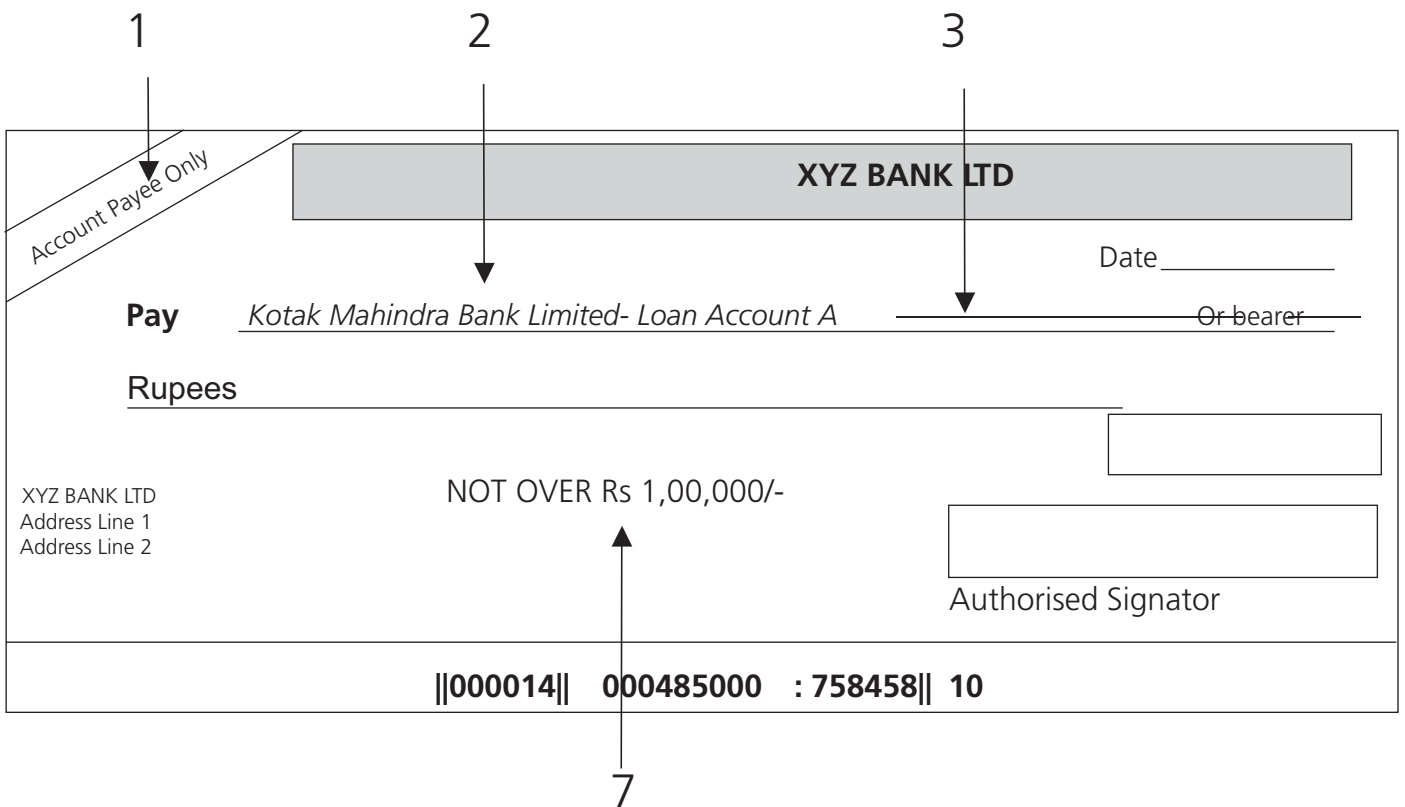 1 2 3
Account Payee Only
XYZ BANK LTD
Date
Pay Kotak Mahindra Bank Limited- Loan Account A Or bearer
Rupees
NOT OVER Rs 1,00,000/-
XYZ BANK LTD
Address Line 1
Address Line 2
Authorised Signator
||000014|| 000485000 : 758458|| 10
7